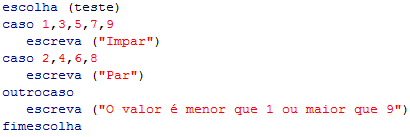 escolha (teste)
caso 1,3,5,7,9
escreva ("Impar")
caso 2,4,6,8
escreva ("Par")
outrocaso
escreva ("O valor é menor que 1 ou maior que 9")
fimescolha